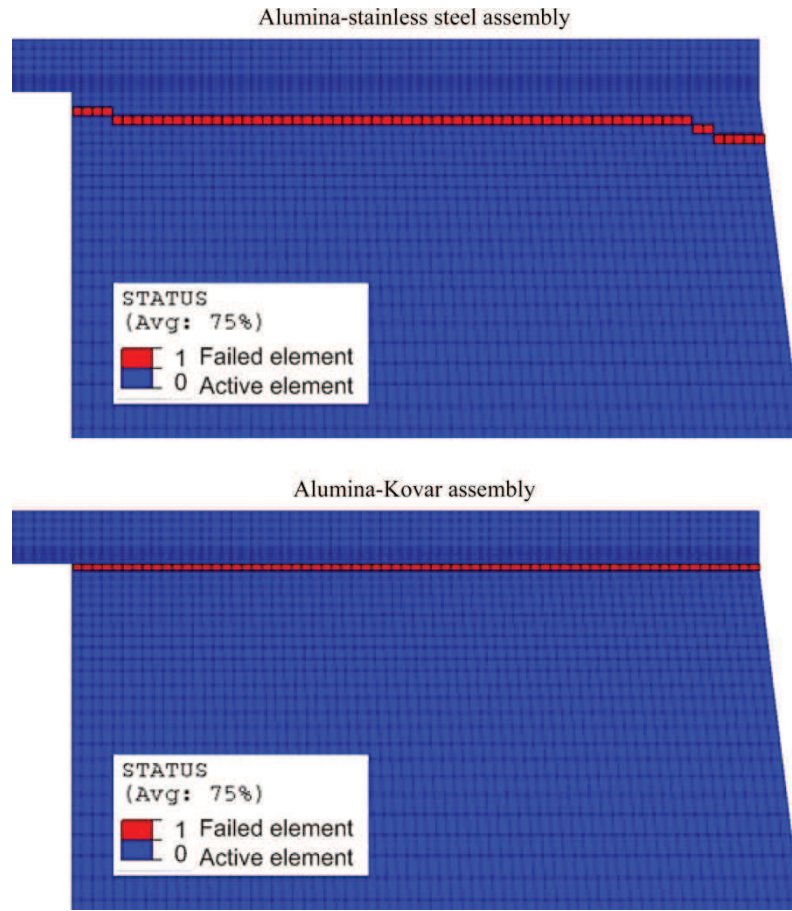 Alumina-stainless steel assembly
STATUS
(Avg: 75%)
1 Failed element
0 Active element
Alumina-Kovar assembly
STATUS
(Avg: 75%)
1 Failed element
0 Active element